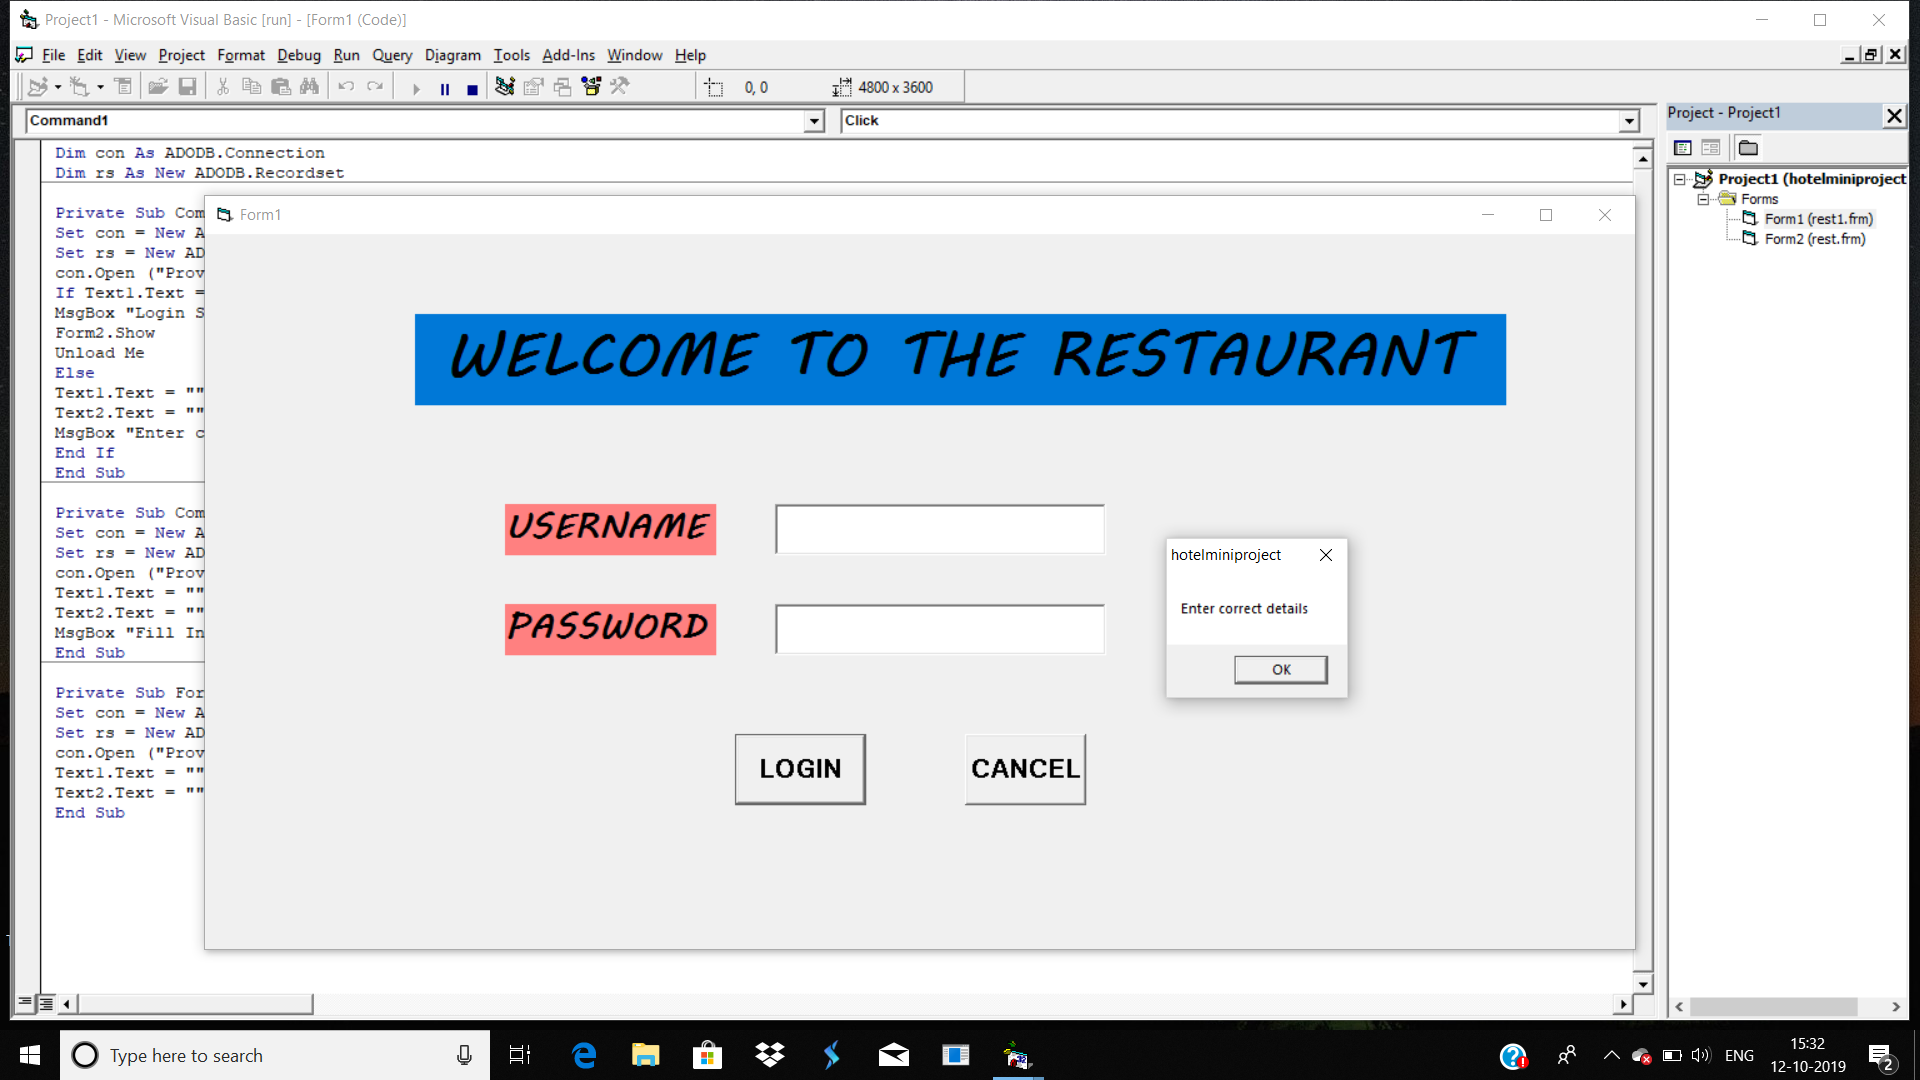 Project1 - Microsoft Visual Basic [run] - [Form1 (Code)]
File Edit View Project Format Debug Run Query Diagram Tools Add-Ins Window Help
0, 0 4800 x 3600
Command1 Click
Project - Project1
Dim con As ADODB.Connection
Dim rs As New ADODB.Recordset
Private Sub Com
Set con = New A
Set rs = New AD
con.Open ("Prov
If Text1.Text =
MsgBox "Login S
Form2.Show
Unload Me
Else
Text1.Text = ""
Text2.Text = ""
MsgBox "Enter c
End If
End Sub
Private Sub Com
Set con = New A
Set rs = New AD
con.Open ("Prov
Text1.Text = ""
Text2.Text = ""
MsgBox "Fill In
End Sub
Private Sub For
Set con = New A
Set rs = New AD
con.Open ("Prov
Text1.Text = ""
Text2.Text = ""
End Sub
Form1
WELCOME TO THE RESTAURANT
USERNAME
PASSWORD
LOGIN CANCEL
hotelminiproject
Enter correct details
OK
Project1 (hotelminiproject
Forms
Form1 (rest1.frm)
Form2 (rest.frm)
Type here to search
ENG
15:32
12-10-2019
2